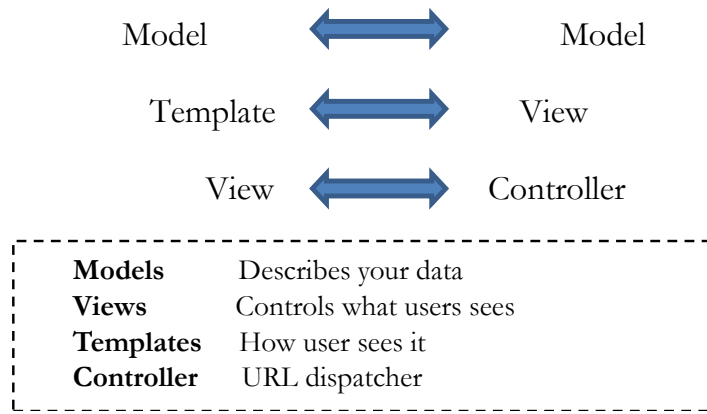 Model Model
Template View
View Controller
Models Describes your data
Views Controls what users sees
Templates How user sees it
Controller URL dispatcher